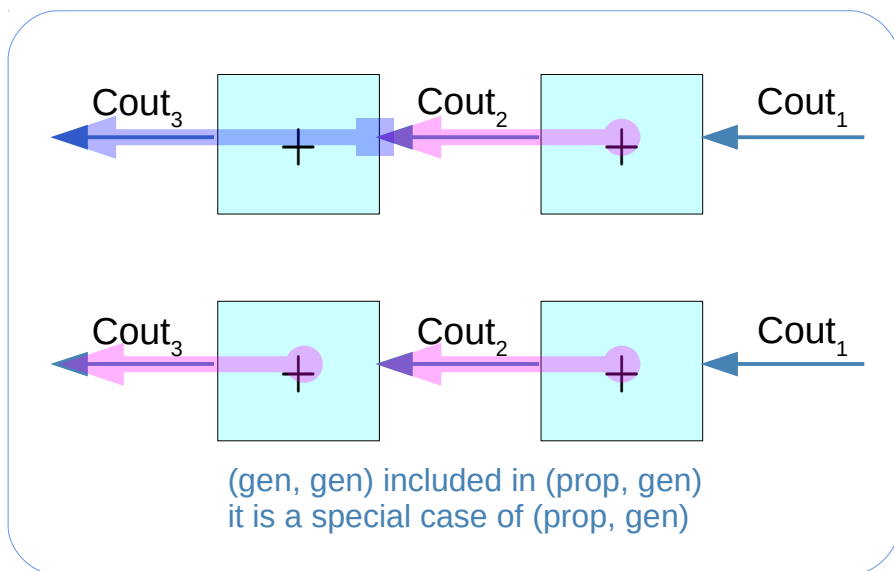 Cout3 Cout2 Cout1
+ +
Cout3 Cout2 Cout1
+ +
(gen, gen) included in (prop, gen)
it is a special case of (prop, gen)